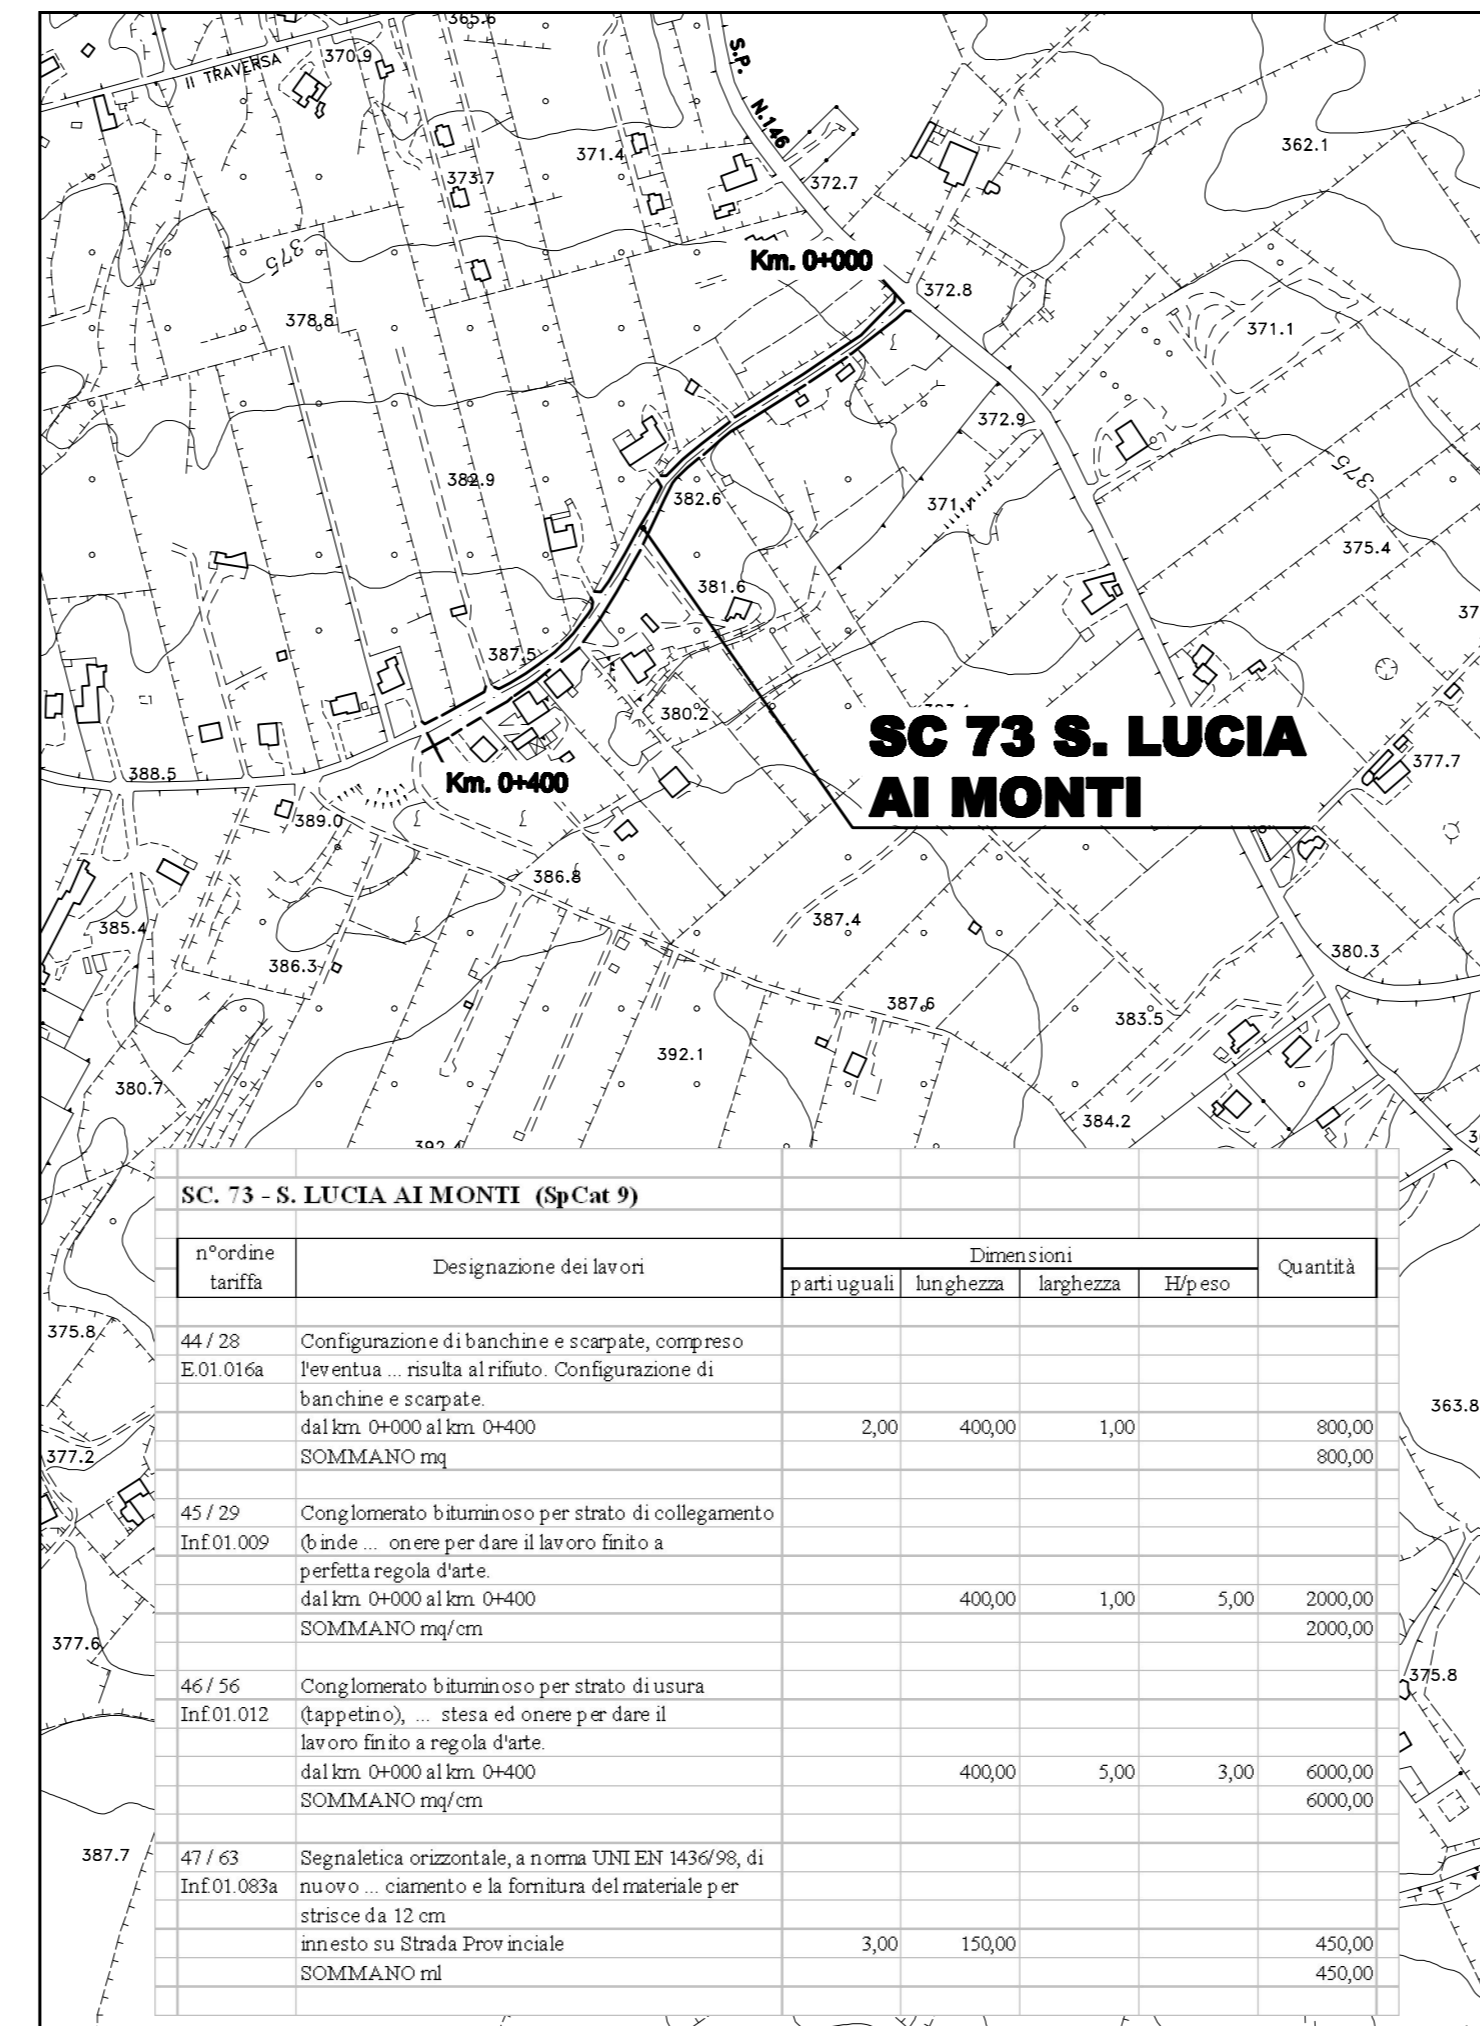 365.6
370.9
II TRAVERSA
S.P. N.146
371.4
362.1
373.7
372.7
375
Km. 0+000
372.8
378.8
371.1
372.9
375
382.9
382.6
375.4
381.6
387.5
380.2
SC 73 S. LUCIA
AI MONTI
377.7
388.5
Km. 0+400
389.0
386.8
385.4
387.4
386.3
380.3
387.6
383.5
392.1
380.7
384.2
392.4
SC. 73 - S. LUCIA AI MONTI (SpCat 9)
n°ordine tariffa Designazione dei lavori Dimensioni Quantità
parti uguali lunghezza larghezza H/peso
375.8
44 / 28 Configurazione di banchine e scarpate, compreso
E.01.016a l'eventua ... risulta al rifiuto. Configurazione di
banchine e scarpate.
363.8
dal km 0+000 al km 0+400 2,00 400,00 1,00 800,00
377.2
SOMMANO mq 800,00
45 / 29 Conglomerato bituminoso per strato di collegamento
Inf.01.009 (binde ... onere per dare il lavoro finito a
perfetta regola d'arte.
dal km 0+000 al km 0+400 400,00 1,00 5,00 2000,00
SOMMANO mq/cm 2000,00
377.6
375.8
46 / 56 Conglomerato bituminoso per strato di usura
Inf.01.012 (tappetino), ... stesa ed onere per dare il
lavoro finito a regola d'arte.
dal km 0+000 al km 0+400 400,00 5,00 3,00 6000,00
SOMMANO mq/cm 6000,00
387.7
47 / 63 Segnaletica orizzontale, a norma UNI EN 1436/98, di
Inf.01.083a nuovo ... ciamento e la fornitura del materiale per
strisce da 12 cm
innesto su Strada Provinciale 3,00 150,00 450,00
SOMMANO ml 450,00